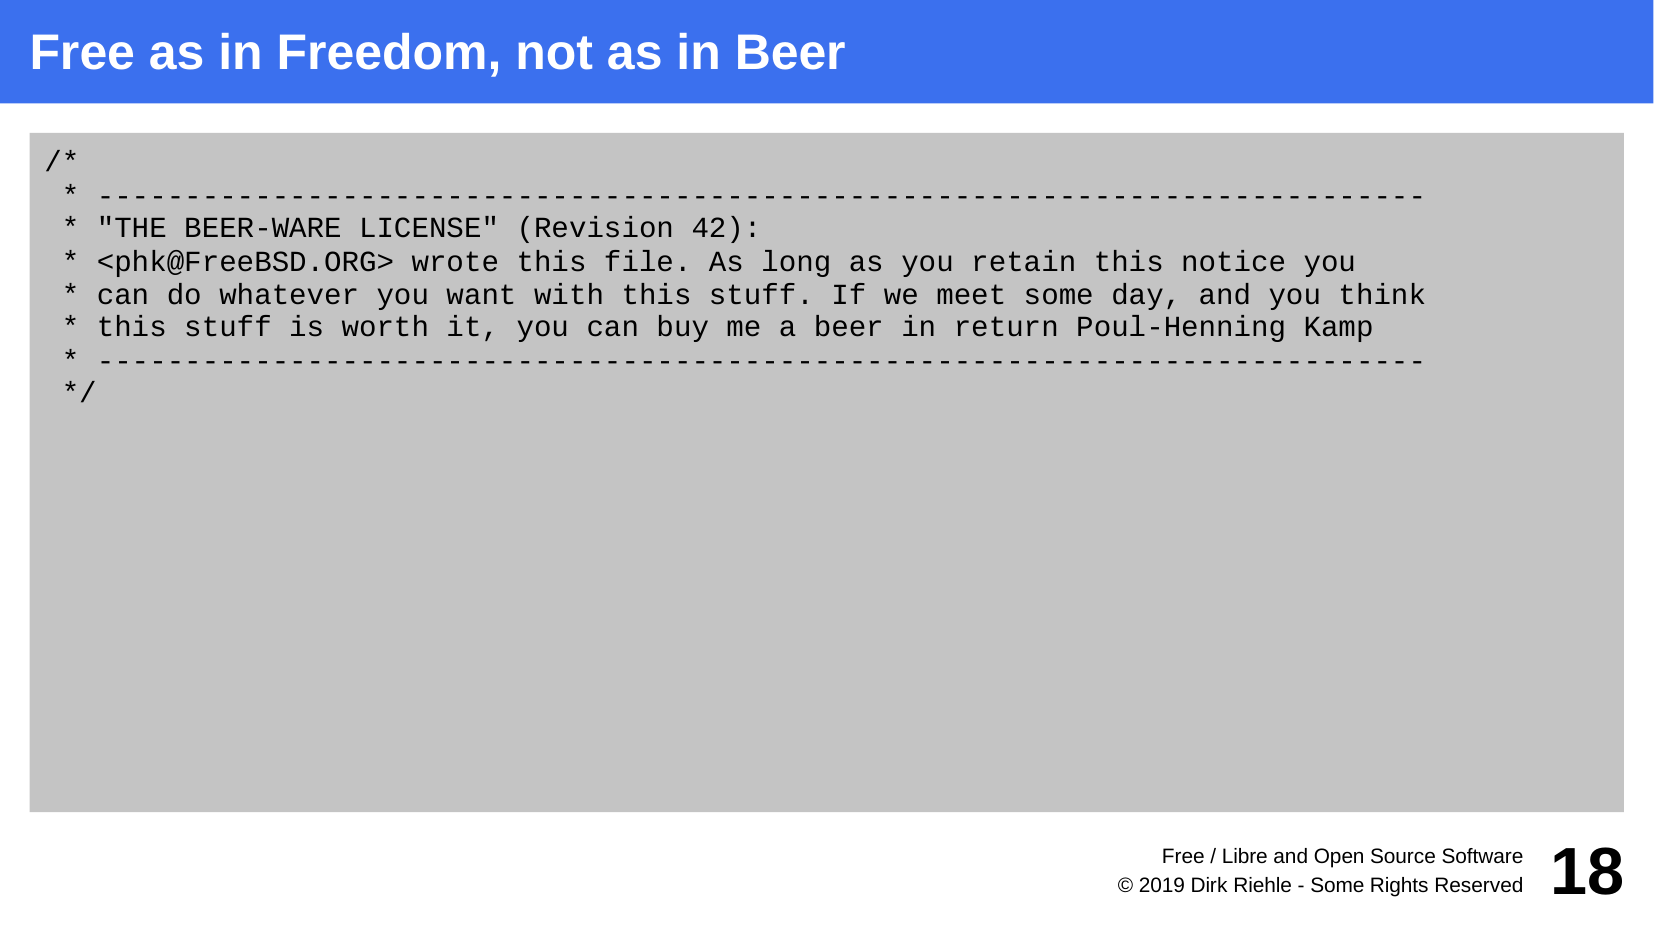 Free as in Freedom, not as in Beer
/*
 * ----------------------------------------------------------------------------
 * "THE BEER-WARE LICENSE" (Revision 42):
 * <phk@FreeBSD.ORG> wrote this file. As long as you retain this notice you
 * can do whatever you want with this stuff. If we meet some day, and you think
 * this stuff is worth it, you can buy me a beer in return Poul-Henning Kamp
 * ----------------------------------------------------------------------------
 */
Free / Libre and Open Source Software
© 2019 Dirk Riehle - Some Rights Reserved
18